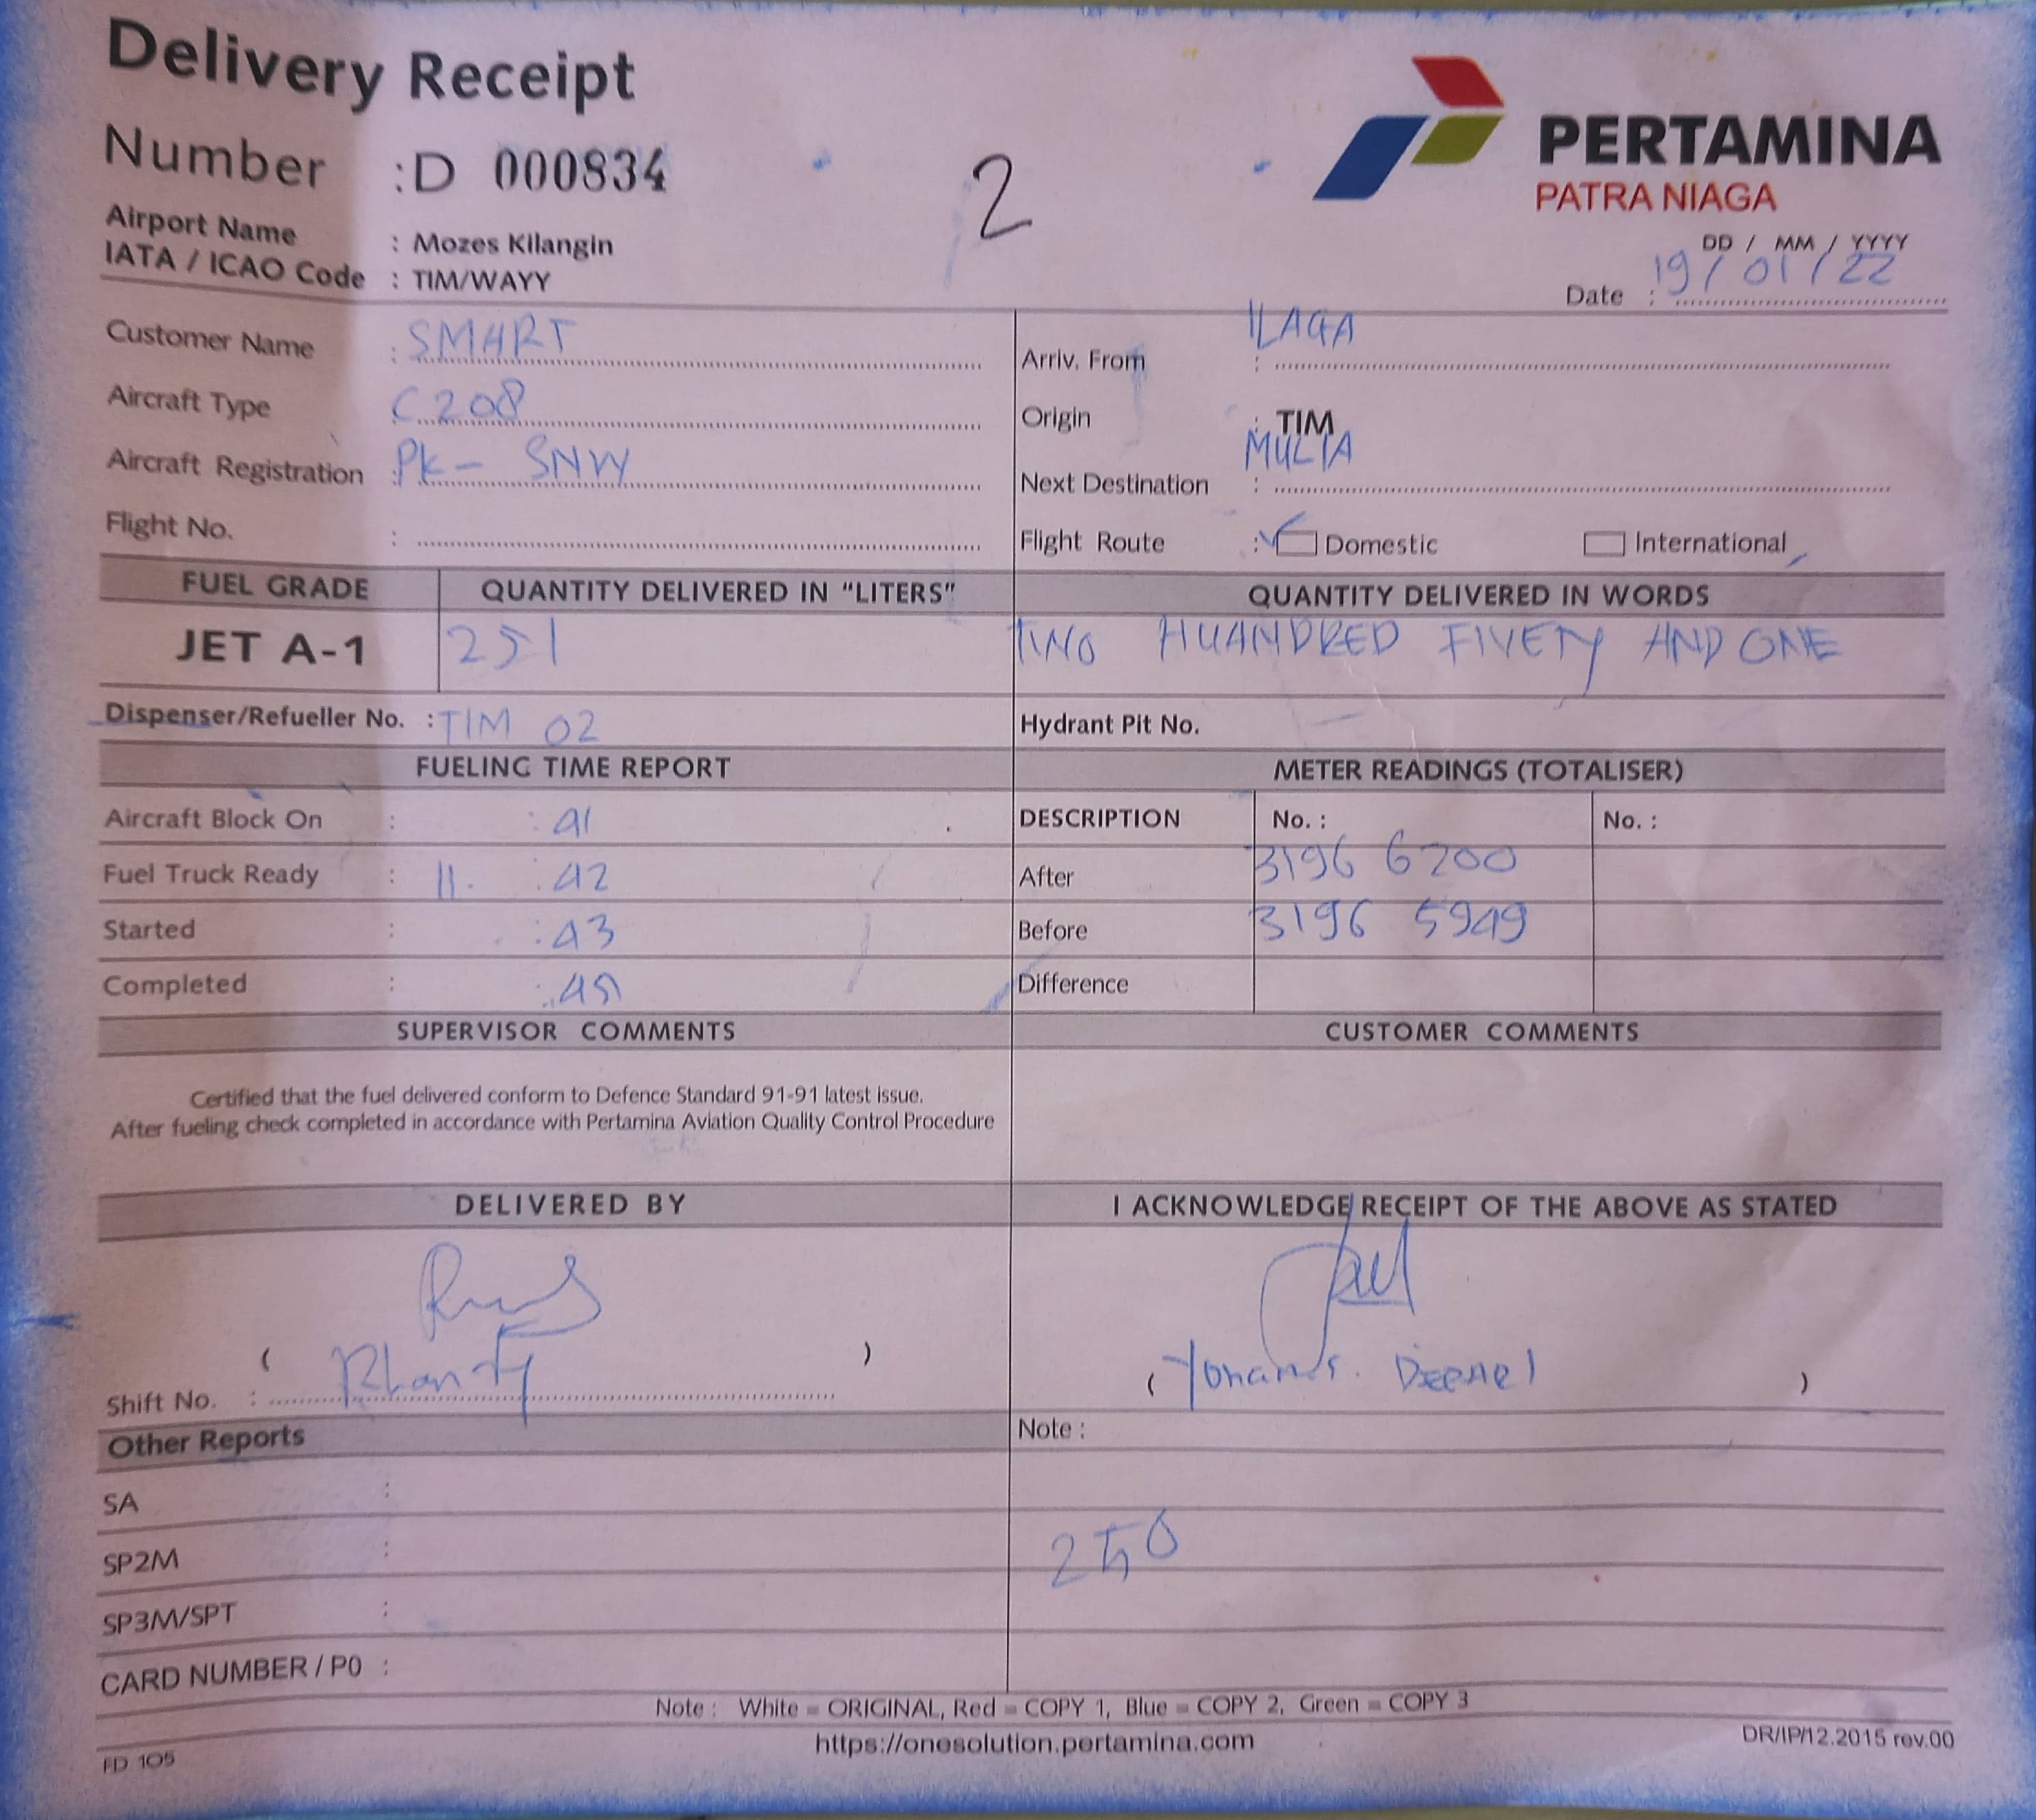 Delivery Receipt
Number : D 000834
2
PERTAMINA
PATRA NIAGA
Airport Name : Mozes Kilangin
IATA / ICAO Code : TIM/WAYY
DD / MM / YYYY
Date : 19 / 01 / 22
Customer Name : SMART
Aircraft Type C208
Aircraft Registration : PK - SNW
Flight No. :
Arriv. From : ILAGA
Origin : TIM
Next Destination : MULIA
Flight Route : Domestic International
FUEL GRADE QUANTITY DELIVERED IN "LITERS" QUANTITY DELIVERED IN WORDS
JET A-1 251 TWO HUANDRED FIVETY AND ONE
Dispenser/Refueller No. : TIM 02 Hydrant Pit No. -
FUELING TIME REPORT
Aircraft Block On : : 41
Fuel Truck Ready : 11. : 42
Started : : 43
Completed : : 45
METER READINGS (TOTALISER)
DESCRIPTION No. : No. :
After 3196 6200
Before 3196 5949
Difference
SUPERVISOR COMMENTS CUSTOMER COMMENTS
Certified that the fuel delivered conform to Defence Standard 91-91 latest issue.
After fueling check completed in accordance with Pertamina Aviation Quality Control Procedure
DELIVERED BY I ACKNOWLEDGE RECEIPT OF THE ABOVE AS STATED
( )
( )
Shift No. :
Other Reports
SA :
SP2M :
SP3M/SPT :
CARD NUMBER / P0 :
Note :
250
Note : White = ORIGINAL, Red = COPY 1, Blue = COPY 2, Green = COPY 3
https://onesolution.pertamina.com
FD 105
DR/IP/12.2015 rev.00